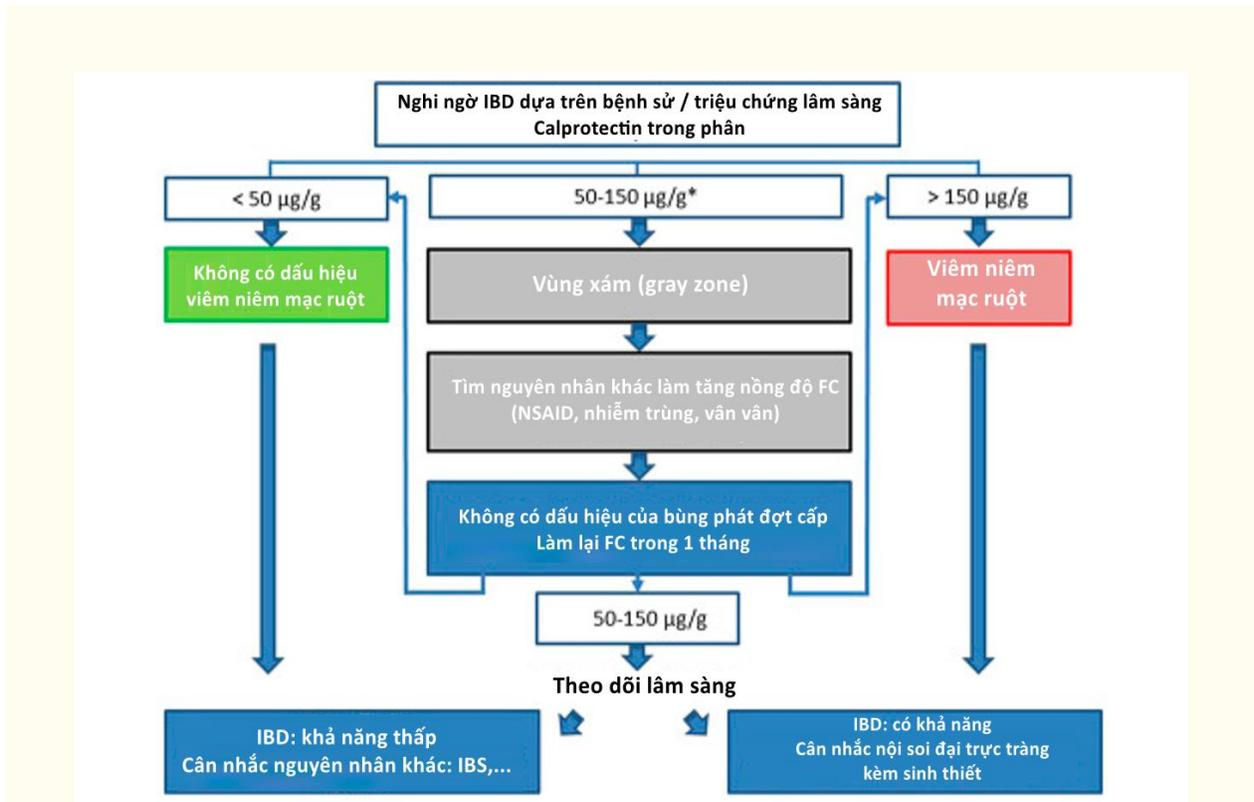 Nghi ngờ IBD dựa trên bệnh sử / triệu chứng lâm sàng
Calprotectin trong phân
< 50 µg/g
50-150 µg/g*
> 150 µg/g
Không có dấu hiệu
viêm niêm mạc ruột
Vùng xám (gray zone)
Viêm niêm
mạc ruột
Tìm nguyên nhân khác làm tăng nồng độ FC
(NSAID, nhiễm trùng, vân vân)
Không có dấu hiệu của bùng phát đợt cấp
Làm lại FC trong 1 tháng
50-150 µg/g
Theo dõi lâm sàng
IBD: khả năng thấp
Cân nhắc nguyên nhân khác: IBS,...
IBD: có khả năng
Cân nhắc nội soi đại trực tràng
kèm sinh thiết